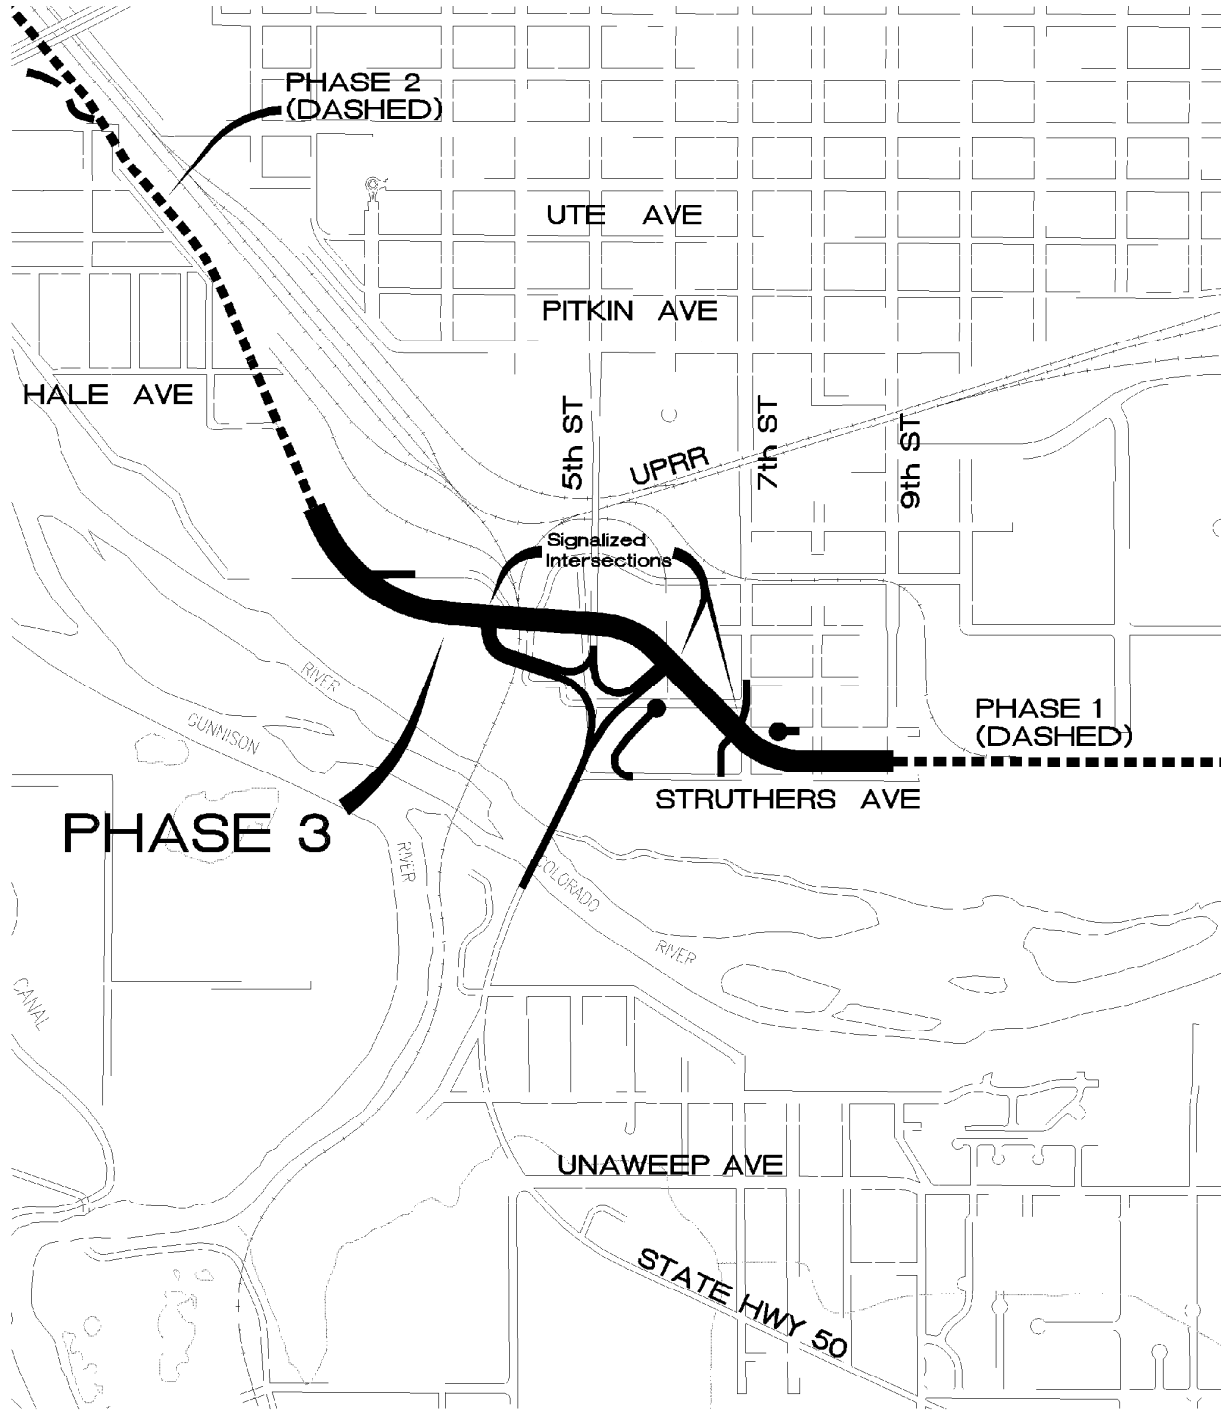 PHASE 2
(DASHED)
UTE AVE
PITKIN AVE
HALE AVE
5th ST
UPRR
7th ST
9th ST
Signalized
Intersections
RIVER
GUNNISON
PHASE 1
(DASHED)
STRUTHERS AVE
PHASE 3
RIVER
COLORADO
RIVER
CANAL
UNAWEEP AVE
STATE HWY 50